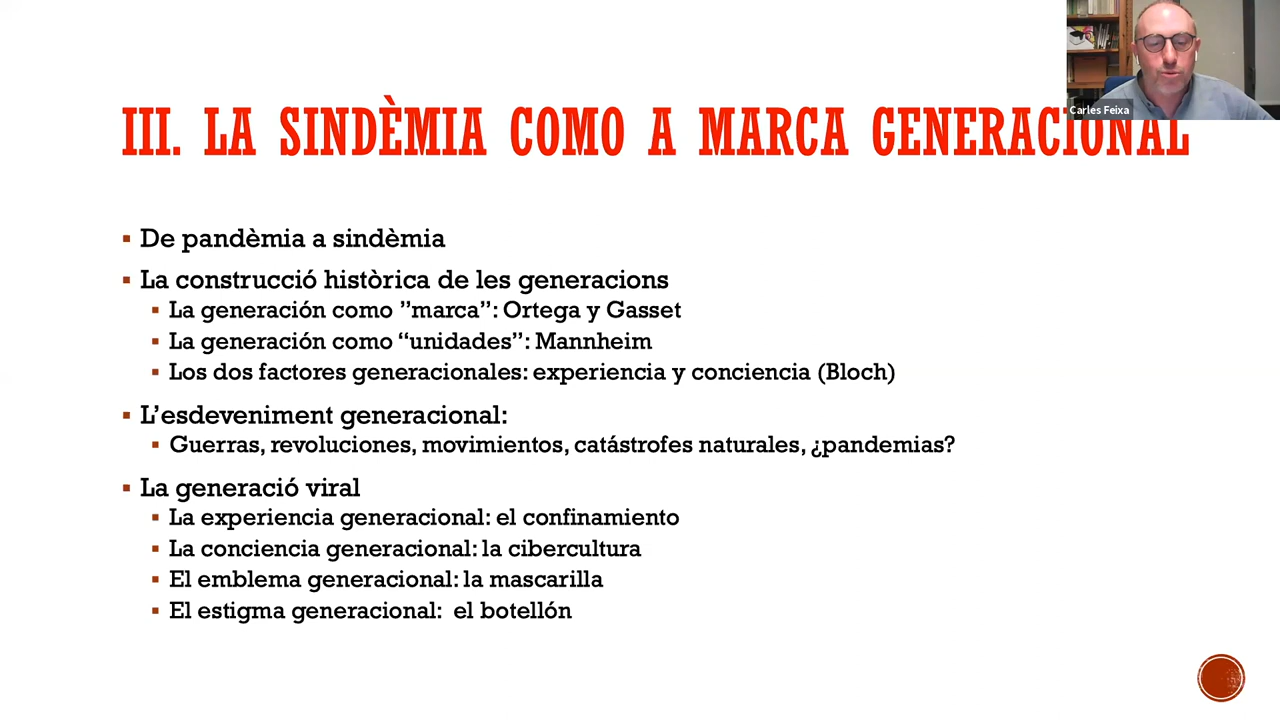 Carles Feixa
III. LA SINDÈMIA COMO A MARCA GENERACIONAL
De pandèmia a sindèmia
La construcció històrica de les generacions
La generación como ”marca”: Ortega y Gasset
La generación como “unidades”: Mannheim
Los dos factores generacionales: experiencia y conciencia (Bloch)
L’esdeveniment generacional:
Guerras, revoluciones, movimientos, catástrofes naturales, ¿pandemias?
La generació viral
La experiencia generacional: el confinamiento
La conciencia generacional: la cibercultura
El emblema generacional: la mascarilla
El estigma generacional: el botellón